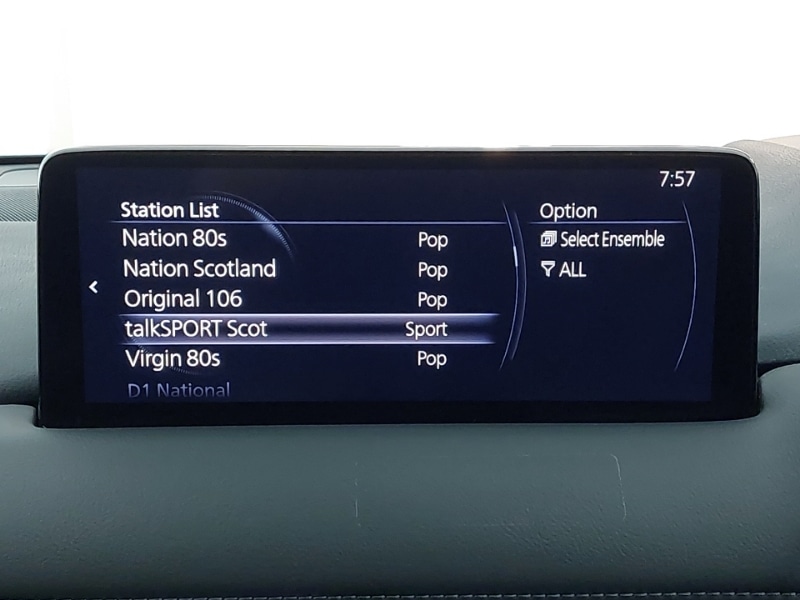 7:57
Station List
Nation 80s Pop
Nation Scotland Pop
Original 106 Pop
talkSPORT Scot Sport
Virgin 80s Pop
D1 National
Option
Select Ensemble
ALL